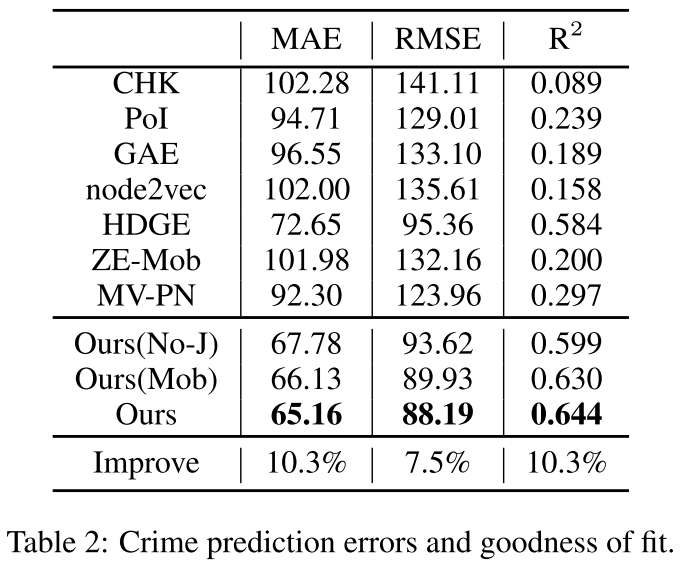 MAE RMSE R²
CHK 102.28 141.11 0.089
PoI 94.71 129.01 0.239
GAE 96.55 133.10 0.189
node2vec 102.00 135.61 0.158
HDGE 72.65 95.36 0.584
ZE-Mob 101.98 132.16 0.200
MV-PN 92.30 123.96 0.297
Ours(No-J) 67.78 93.62 0.599
Ours(Mob) 66.13 89.93 0.630
Ours 65.16 88.19 0.644
Improve 10.3% 7.5% 10.3%
Table 2: Crime prediction errors and goodness of fit.